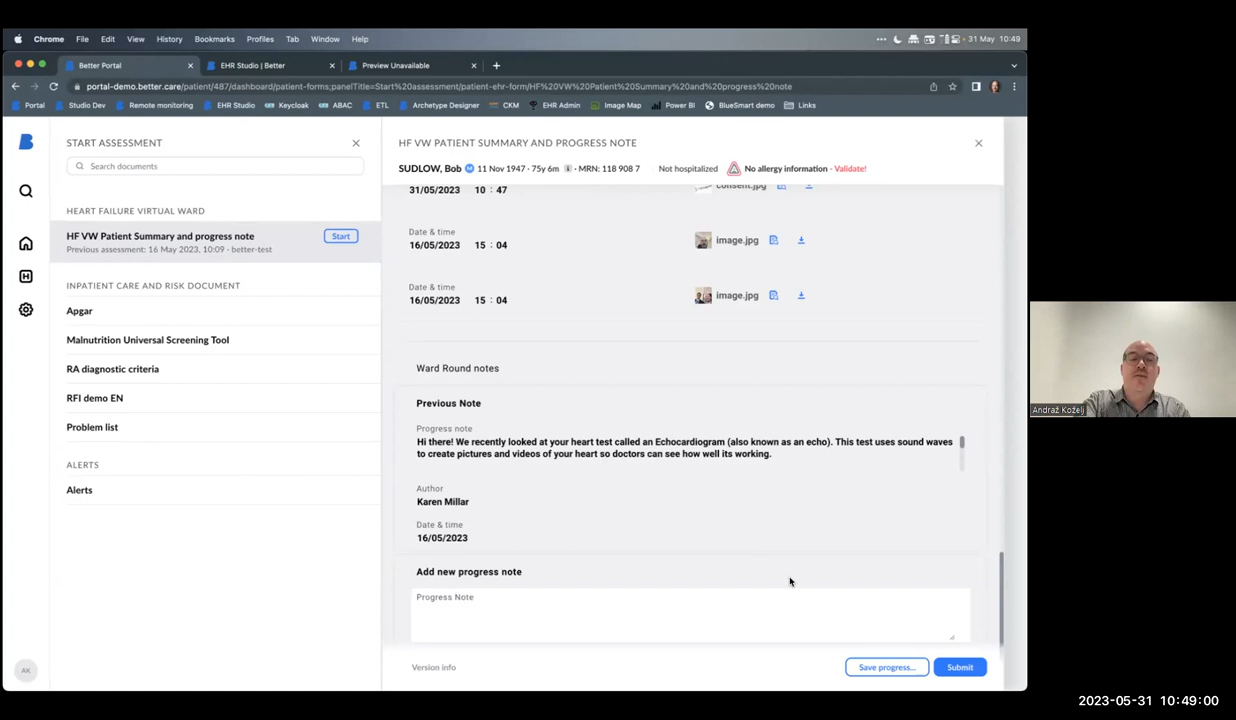 Chrome File Edit View History Bookmarks Profiles Tab Window Help 31 May 10:49
Better Portal EHR Studio | Better Preview Unavailable
portal-demo.better.care/patient/487/dashboard/patient-forms;panelTitle=Start%20assessment/patient-ehr-form/HF%20VW%20Patient%20Summary%20and%20progress%20note
Portal Studio Dev Remote monitoring EHR Studio Keycloak ABAC ETL Archetype Designer CKM EHR Admin Image Map Power BI BlueSmart demo Links
START ASSESSMENT
Search documents
HEART FAILURE VIRTUAL WARD
HF VW Patient Summary and progress note
Start
Previous assessment: 16 May 2023, 10:09 - better-test
INPATIENT CARE AND RISK DOCUMENT
Apgar
Malnutrition Universal Screening Tool
RA diagnostic criteria
RFI demo EN
Problem list
ALERTS
Alerts
AK
HF VW PATIENT SUMMARY AND PROGRESS NOTE
SUDLOW, Bob M 11 Nov 1947 · 75y 6m i · MRN: 118 908 7 Not hospitalized No allergy information - Validate!
31/05/2023 10 : 47 consent.jpg
Date & time
16/05/2023 15 : 04 image.jpg
Date & time
16/05/2023 15 : 04 image.jpg
Ward Round notes
Previous Note
Progress note
Hi there! We recently looked at your heart test called an Echocardiogram (also known as an echo). This test uses sound waves
to create pictures and videos of your heart so doctors can see how well its working.
Author
Karen Millar
Date & time
16/05/2023
Add new progress note
Progress Note
Version info
Save progress...
Submit
Andraž Koželj
2023-05-31 10:49:00